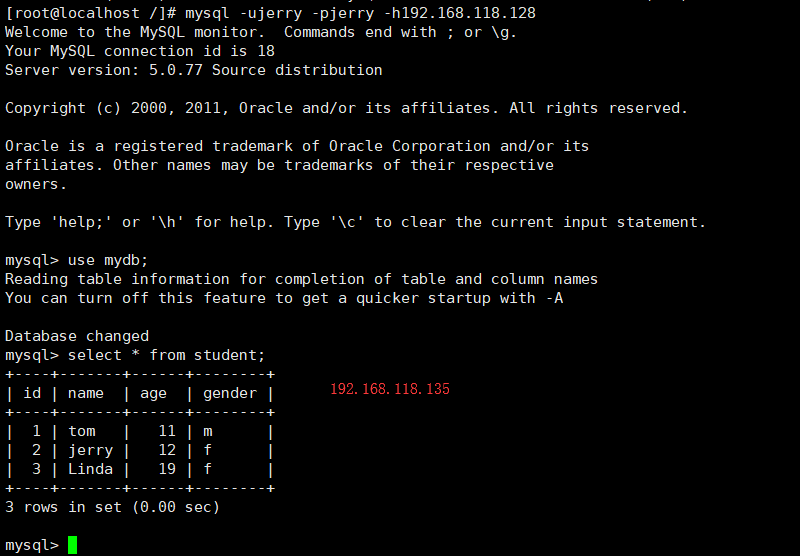 [root@localhost /]# mysql -ujerry -pjerry -h192.168.118.128
Welcome to the MySQL monitor.  Commands end with ; or \g.
Your MySQL connection id is 18
Server version: 5.0.77 Source distribution

Copyright (c) 2000, 2011, Oracle and/or its affiliates. All rights reserved.

Oracle is a registered trademark of Oracle Corporation and/or its
affiliates. Other names may be trademarks of their respective
owners.

Type 'help;' or '\h' for help. Type '\c' to clear the current input statement.

mysql> use mydb;
Reading table information for completion of table and column names
You can turn off this feature to get a quicker startup with -A

Database changed
mysql> select * from student;
+----+-------+------+--------+
| id | name  | age  | gender |
192.168.118.135
+----+-------+------+--------+
|  1 | tom   |   11 | m      |
|  2 | jerry |   12 | f      |
|  3 | Linda |   19 | f      |
+----+-------+------+--------+
3 rows in set (0.00 sec)

mysql>